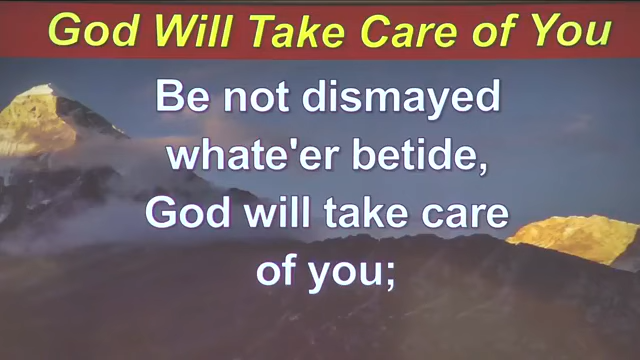 God Will Take Care of You
Be not dismayed
whate'er betide,
God will take care
of you;